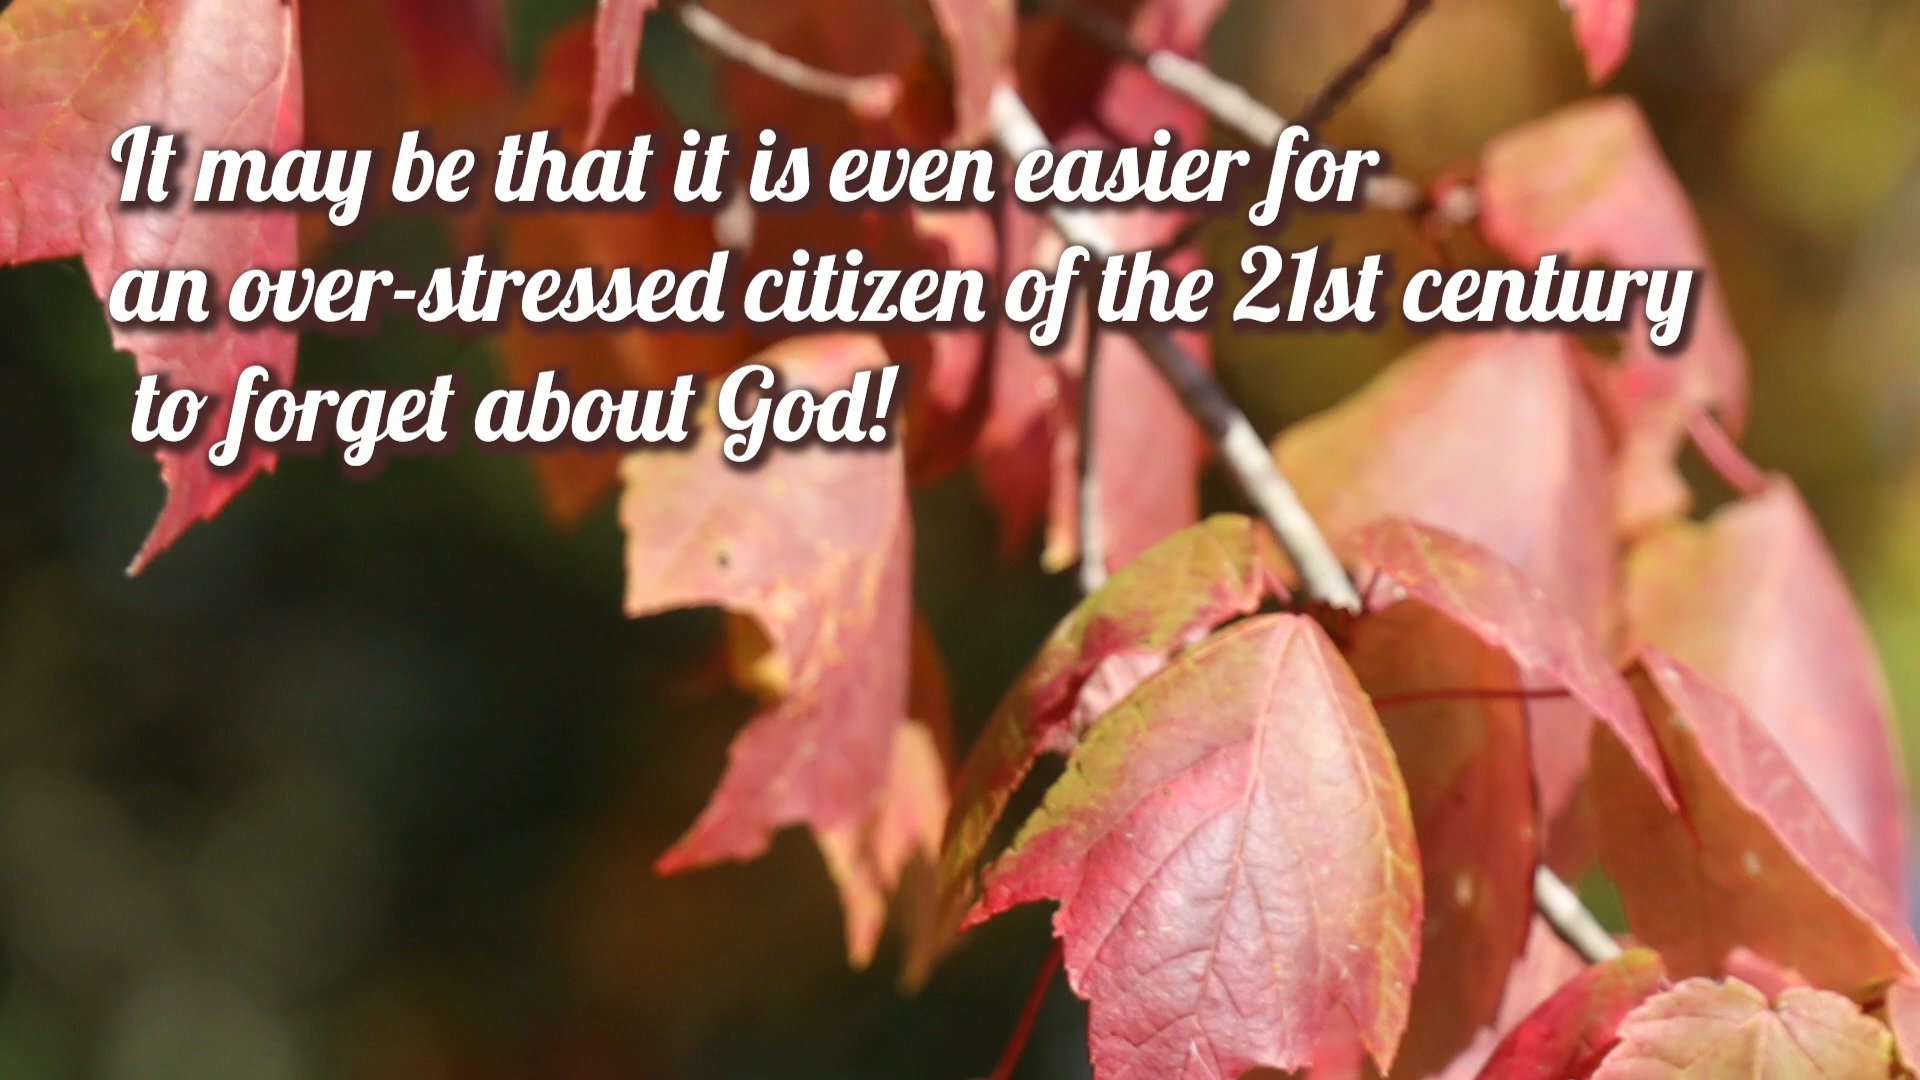 It may be that it is even easier for
an over-stressed citizen of the 21st century
to forget about God!